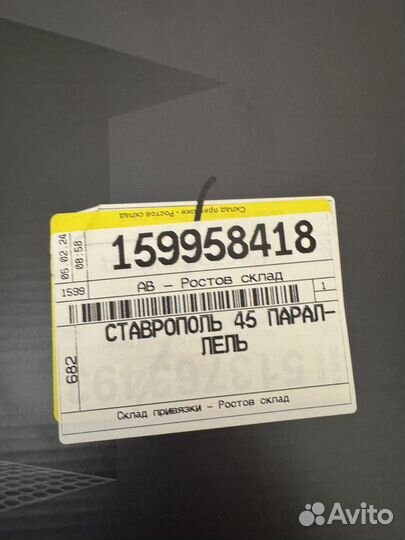 Склад привязки - Ростов склад
05.02.24
08:58
159958418
1599
АВ - Ростов склад
1
682
СТАВРОПОЛЬ 45 ПАРАЛ-
ЛЕЛЬ
Склад привязки - Ростов склад
Avito